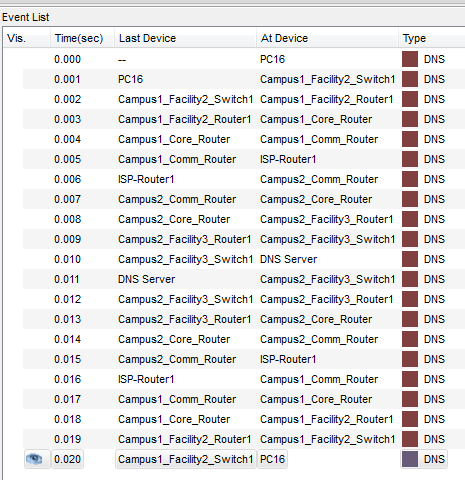 Event List
Vis. Time(sec) Last Device At Device Type
0.000 -- PC16 DNS
0.001 PC16 Campus1_Facility2_Switch1 DNS
0.002 Campus1_Facility2_Switch1 Campus1_Facility2_Router1 DNS
0.003 Campus1_Facility2_Router1 Campus1_Core_Router DNS
0.004 Campus1_Core_Router Campus1_Comm_Router DNS
0.005 Campus1_Comm_Router ISP-Router1 DNS
0.006 ISP-Router1 Campus2_Comm_Router DNS
0.007 Campus2_Comm_Router Campus2_Core_Router DNS
0.008 Campus2_Core_Router Campus2_Facility3_Router1 DNS
0.009 Campus2_Facility3_Router1 Campus2_Facility3_Switch1 DNS
0.010 Campus2_Facility3_Switch1 DNS Server DNS
0.011 DNS Server Campus2_Facility3_Switch1 DNS
0.012 Campus2_Facility3_Switch1 Campus2_Facility3_Router1 DNS
0.013 Campus2_Facility3_Router1 Campus2_Core_Router DNS
0.014 Campus2_Core_Router Campus2_Comm_Router DNS
0.015 Campus2_Comm_Router ISP-Router1 DNS
0.016 ISP-Router1 Campus1_Comm_Router DNS
0.017 Campus1_Comm_Router Campus1_Core_Router DNS
0.018 Campus1_Core_Router Campus1_Facility2_Router1 DNS
0.019 Campus1_Facility2_Router1 Campus1_Facility2_Switch1 DNS
0.020 Campus1_Facility2_Switch1 PC16 DNS